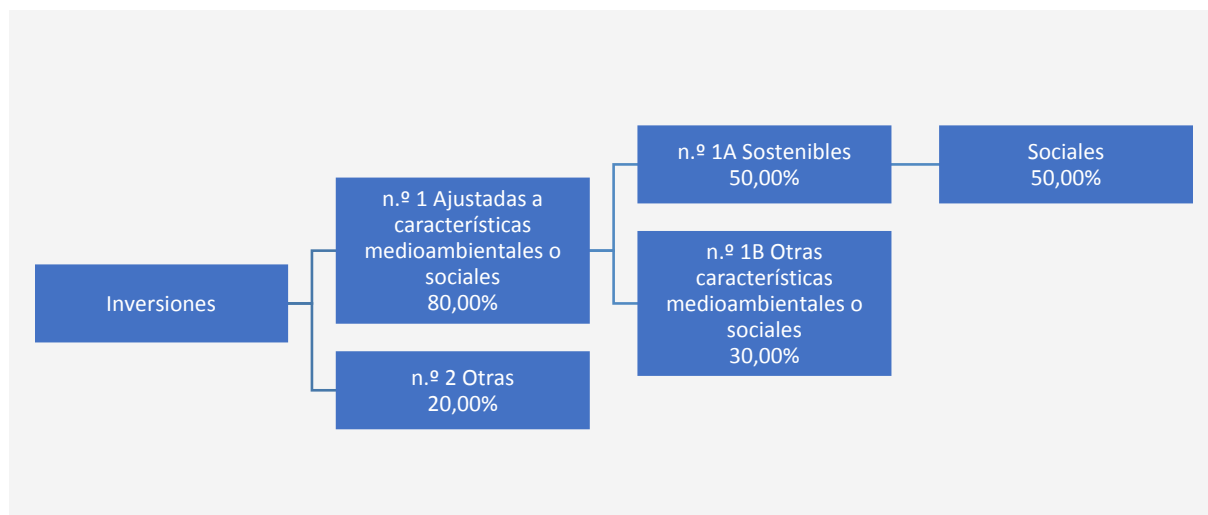 Inversiones
n.º 1 Ajustadas a
características
medioambientales o
sociales
80,00%
n.º 2 Otras
20,00%
n.º 1A Sostenibles
50,00%
n.º 1B Otras
características
medioambientales o
sociales
30,00%
Sociales
50,00%